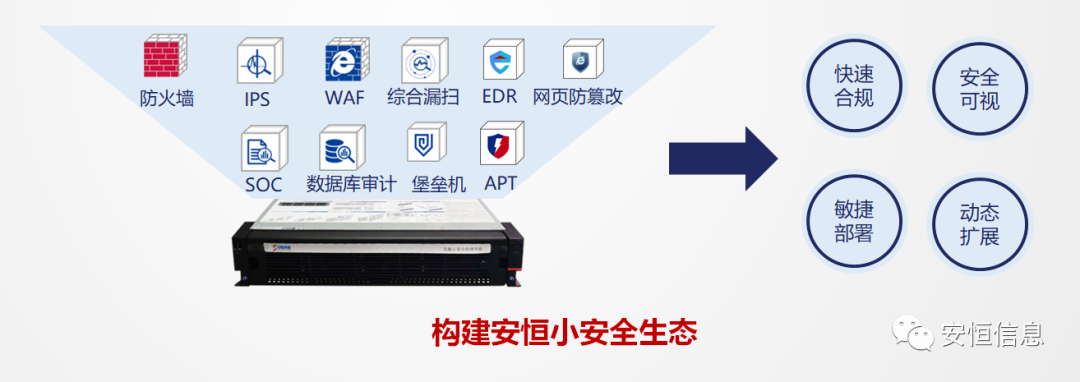 防火墙
IPS
WAF
综合漏扫
EDR
网页防篡改
SOC
数据库审计
堡垒机
APT
快速
合规
安全
可视
敏捷
部署
动态
扩展
构建安恒小安全生态
安恒信息